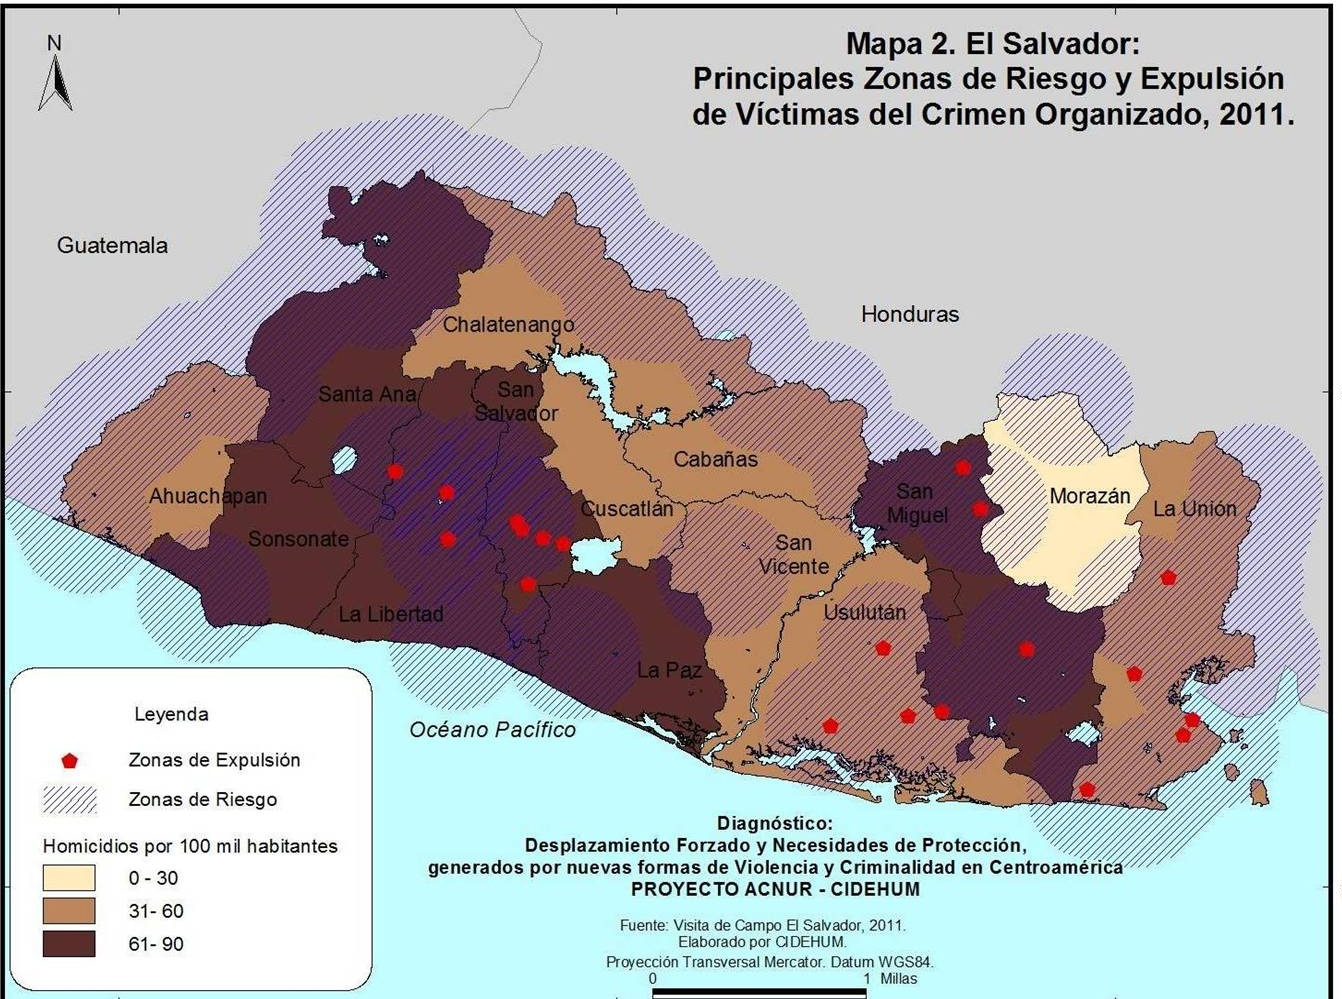 N
Mapa 2. El Salvador:
Principales Zonas de Riesgo y Expulsión
de Víctimas del Crimen Organizado, 2011.
Guatemala
Honduras
Chalatenango
Santa Ana
San
Salvador
Cabañas
Ahuachapan
Cuscatlán
San
Miguel
Morazán
La Unión
Sonsonate
San
Vicente
La Libertad
Usulután
La Paz
Océano Pacífico
Leyenda
Zonas de Expulsión
Zonas de Riesgo
Homicidios por 100 mil habitantes
0 - 30
31- 60
61- 90
Diagnóstico:
Desplazamiento Forzado y Necesidades de Protección,
generados por nuevas formas de Violencia y Criminalidad en Centroamérica
PROYECTO ACNUR - CIDEHUM
Fuente: Visita de Campo El Salvador, 2011.
Elaborado por CIDEHUM.
Proyección Transversal Mercator. Datum WGS84.
0 1 Millas